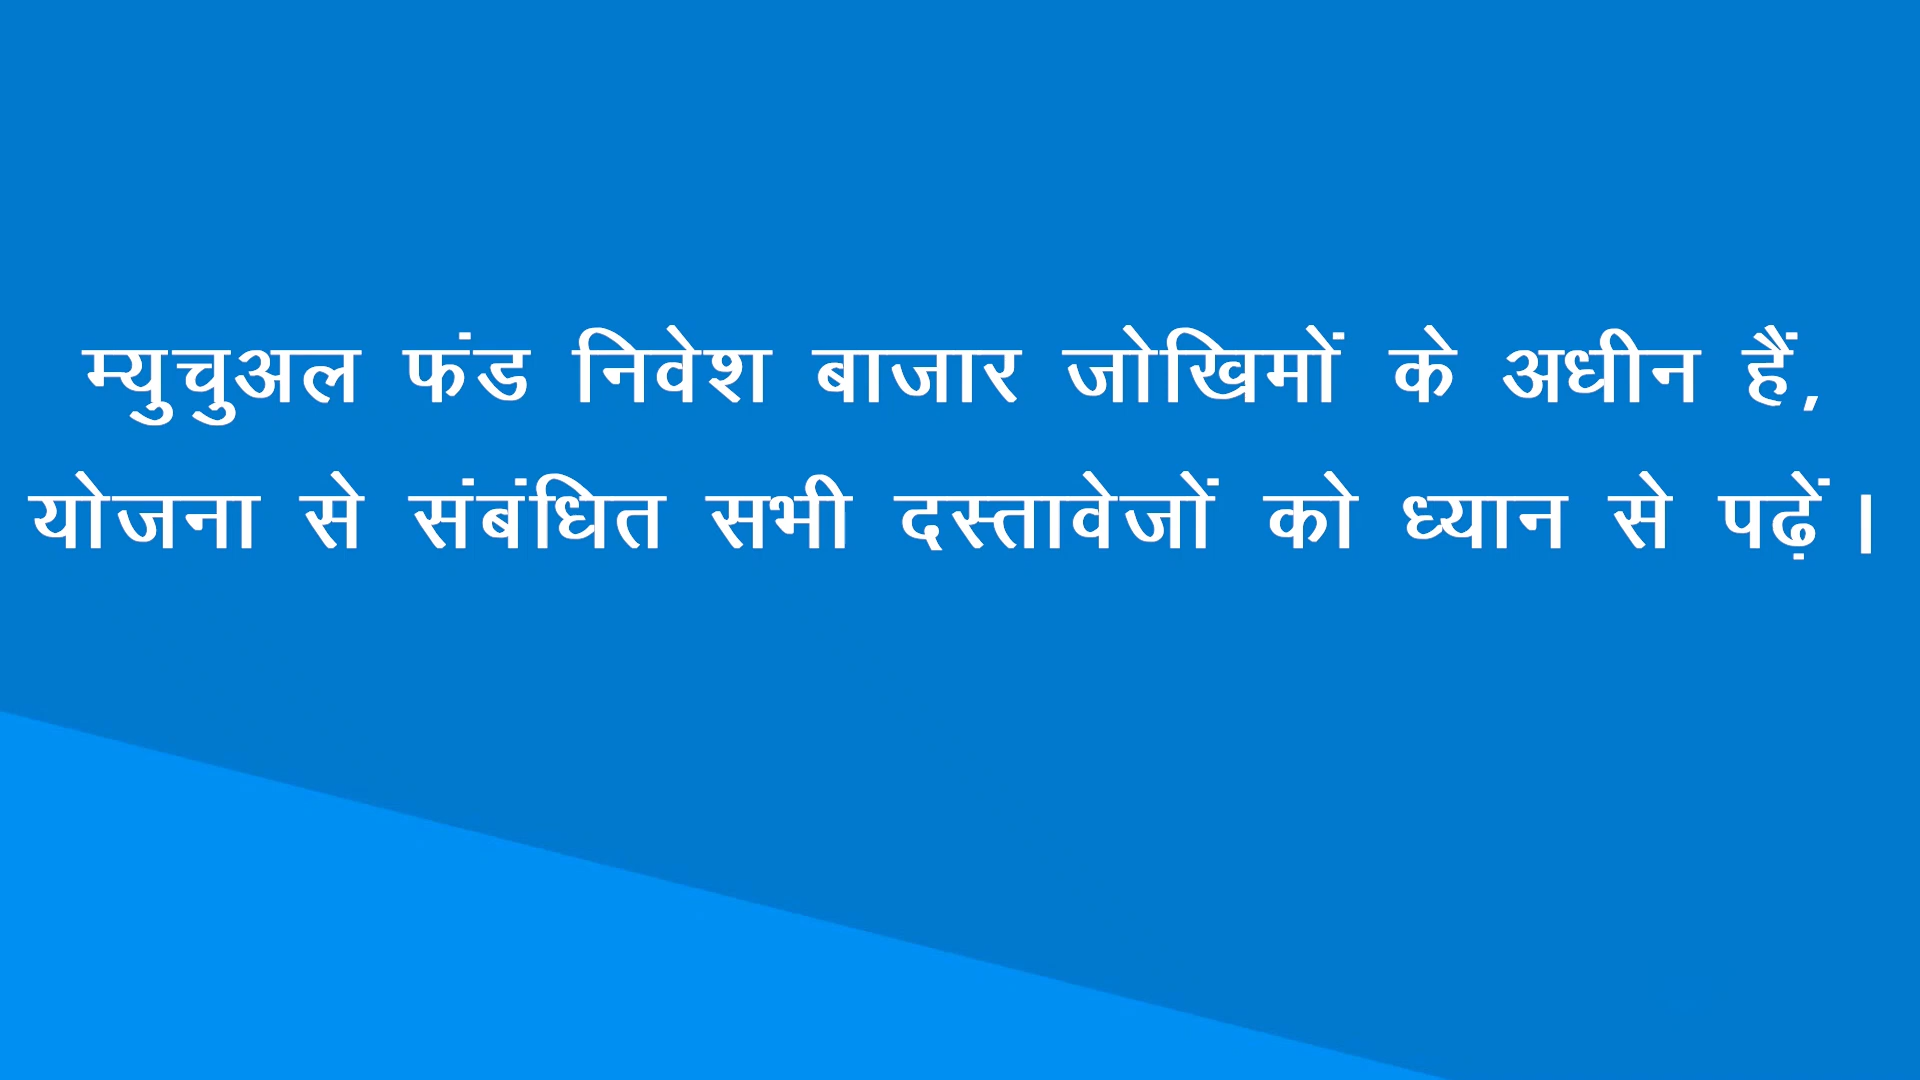 म्युचुअल फंड निवेश बाजार जोखिमों के अधीन हैं,
योजना से संबंधित सभी दस्तावेजों को ध्यान से पढ़ें।